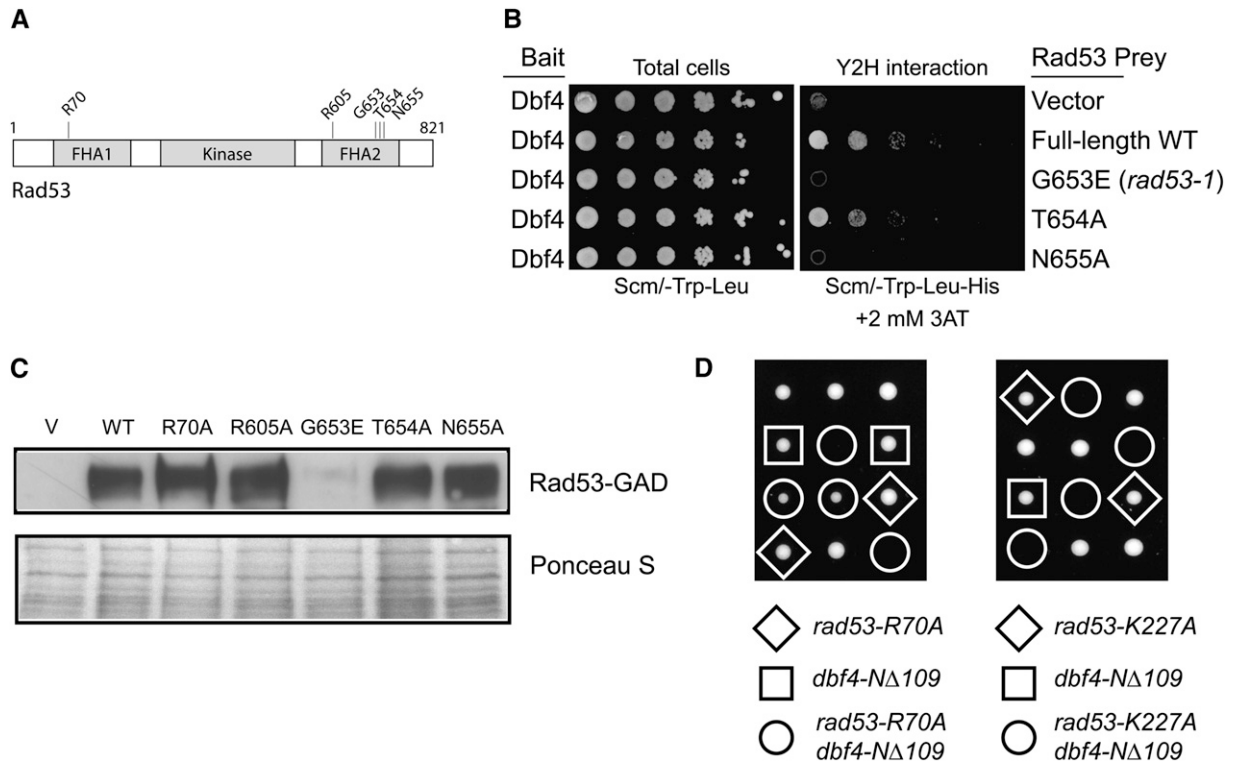 A
R70
R605
G653
T654
N655
1
821
FHA1
Kinase
FHA2
Rad53
B
Bait
Total cells
Y2H interaction
Rad53 Prey
Dbf4
Vector
Dbf4
Full-length WT
Dbf4
G653E (rad53-1)
Dbf4
T654A
Dbf4
N655A
Scm/-Trp-Leu
Scm/-Trp-Leu-His
+2 mM 3AT
C
V WT R70A R605A G653E T654A N655A
Rad53-GAD
Ponceau S
D
rad53-R70A
dbf4-NΔ109
rad53-R70A
dbf4-NΔ109
rad53-K227A
dbf4-NΔ109
rad53-K227A
dbf4-NΔ109